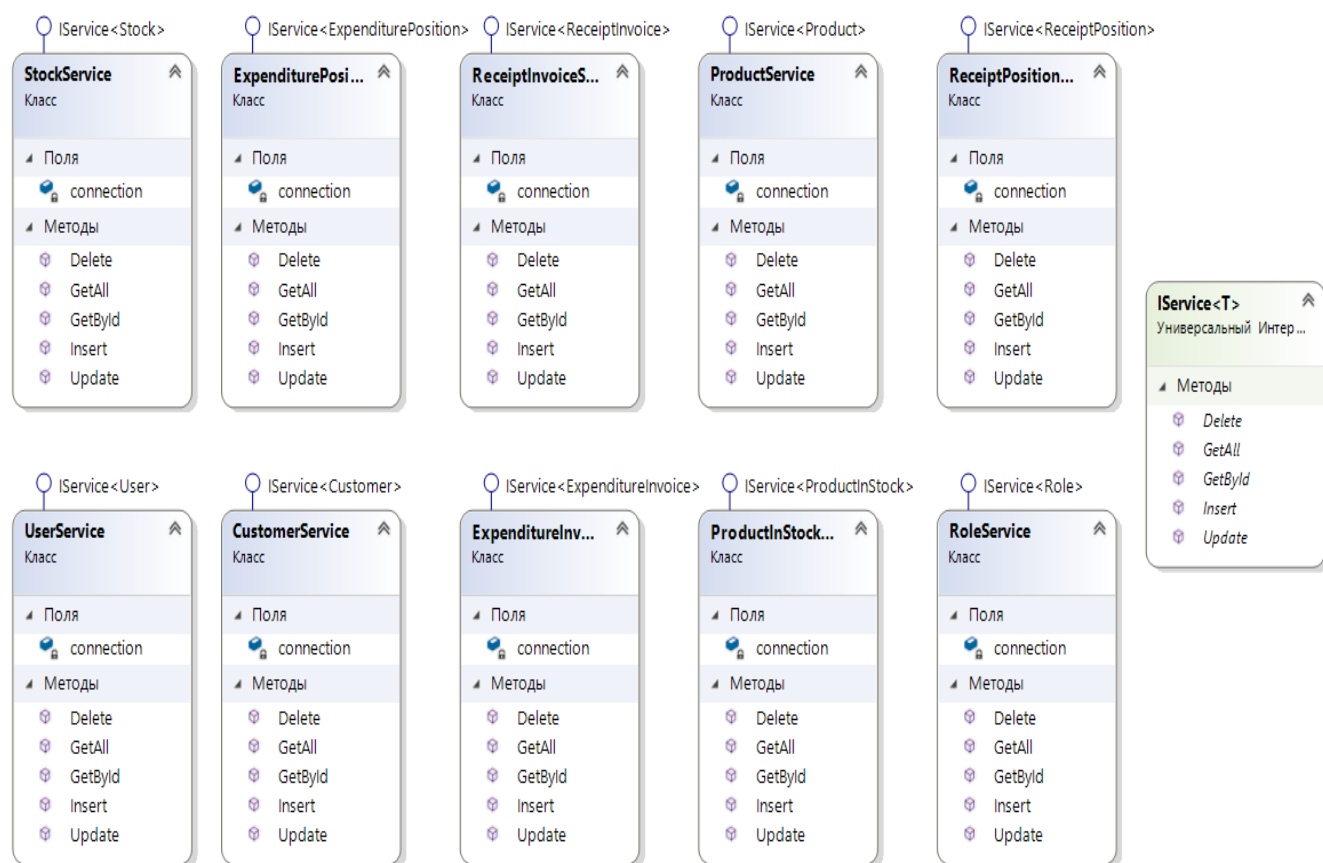 IService<Stock>
StockService
Класс
Поля
connection
Методы
Delete
GetAll
GetById
Insert
Update
IService<ExpenditurePosition>
ExpenditurePosi...
Класс
Поля
connection
Методы
Delete
GetAll
GetById
Insert
Update
IService<ReceiptInvoice>
ReceiptInvoiceS...
Класс
Поля
connection
Методы
Delete
GetAll
GetById
Insert
Update
IService<Product>
ProductService
Класс
Поля
connection
Методы
Delete
GetAll
GetById
Insert
Update
IService<ReceiptPosition>
ReceiptPosition...
Класс
Поля
connection
Методы
Delete
GetAll
GetById
Insert
Update
IService<T>
Универсальный Интер...
Методы
Delete
GetAll
GetById
Insert
Update
IService<User>
UserService
Класс
Поля
connection
Методы
Delete
GetAll
GetById
Insert
Update
IService<Customer>
CustomerService
Класс
Поля
connection
Методы
Delete
GetAll
GetById
Insert
Update
IService<ExpenditureInvoice>
ExpenditureInv...
Класс
Поля
connection
Методы
Delete
GetAll
GetById
Insert
Update
IService<ProductInStock>
ProductInStock...
Класс
Поля
connection
Методы
Delete
GetAll
GetById
Insert
Update
IService<Role>
RoleService
Класс
Поля
connection
Методы
Delete
GetAll
GetById
Insert
Update